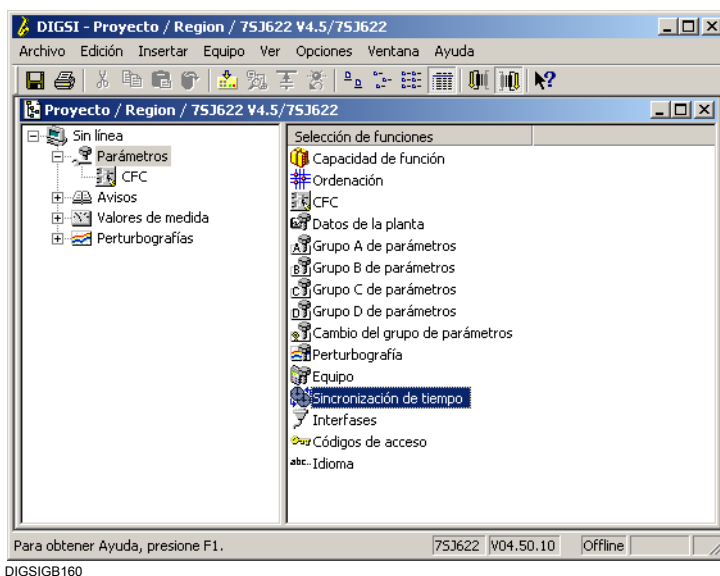 DIGSI - Proyecto / Region / 7SJ622 V4.5/7SJ622
Archivo Edición Insertar Equipo Ver Opciones Ventana Ayuda
Proyecto / Region / 7SJ622 V4.5/7SJ622
Sin línea
Parámetros
CFC
Avisos
Valores de medida
Perturbografías
Selección de funciones
Capacidad de función
Ordenación
CFC
Datos de la planta
Grupo A de parámetros
Grupo B de parámetros
Grupo C de parámetros
Grupo D de parámetros
Cambio del grupo de parámetros
Perturbografía
Equipo
Sincronización de tiempo
Interfases
Códigos de acceso
abc.. Idioma
Para obtener Ayuda, presione F1. 7SJ622 V04.50.10 Offline
DIGSIGB160